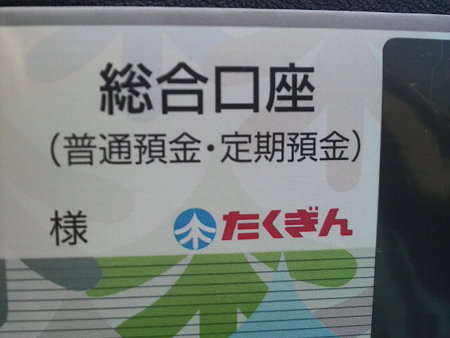 総合口座
(普通預金・定期預金)
様 たくぎん